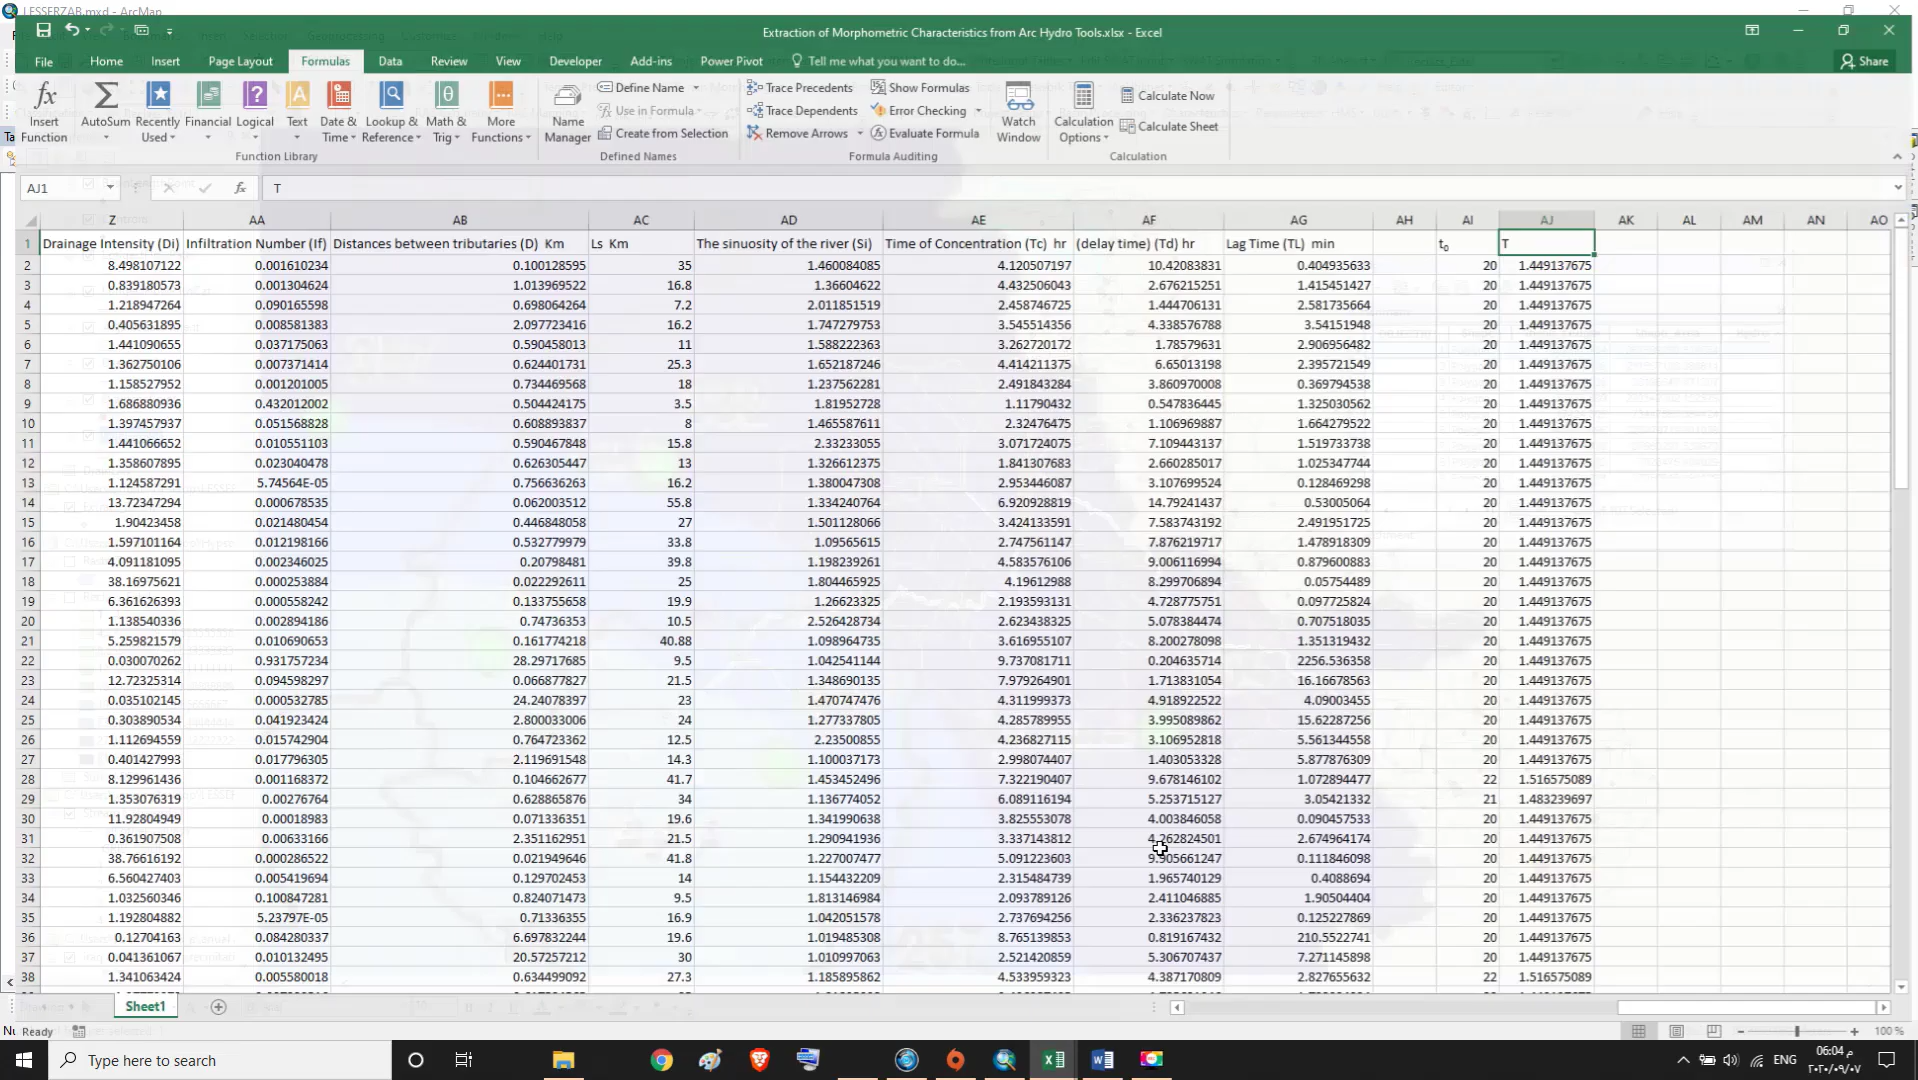 LESSERZAB.mxd - ArcMap
Extraction of Morphometric Characteristics from Arc Hydro Tools.xlsx - Excel
File Home Insert Page Layout Formulas Data Review View Developer Add-ins Power Pivot Tell me what you want to do... Share
Insert Function AutoSum Recently Used Financial Logical Text Date & Time Lookup & Reference Math & Trig More Functions Name Manager Define Name Use in Formula Create from Selection Trace Precedents Trace Dependents Remove Arrows Show Formulas Error Checking Evaluate Formula Watch Window Calculation Options Calculate Now Calculate Sheet
Function Library Defined Names Formula Auditing Calculation
AJ1 fx T
Z AA AB AC AD AE AF AG AH AI AJ AK AL AM AN AO
1 Drainage Intensity (Di) Infiltration Number (If) Distances between tributaries (D) Km Ls Km The sinuosity of the river (Si) Time of Concentration (Tc) hr (delay time) (Td) hr Lag Time (TL) min t₀ T
2 8.498107122 0.001610234 0.100128595 35 1.460084085 4.120507197 10.42083831 0.404935633 20 1.449137675
3 0.839180573 0.001304624 1.013969522 16.8 1.36604622 4.432506043 2.676215251 1.415451427 20 1.449137675
4 1.218947264 0.090165598 0.698064264 7.2 2.011851519 2.458746725 1.444706131 2.581735664 20 1.449137675
5 0.405631895 0.008581383 2.097723416 16.2 1.747279753 3.545514356 4.338576788 3.54151948 20 1.449137675
6 1.441090655 0.037175063 0.590458013 11 1.588222363 3.262720172 1.78579631 2.906956482 20 1.449137675
7 1.362750106 0.007371414 0.624401731 25.3 1.652187246 4.414211375 6.65013198 2.395721549 20 1.449137675
8 1.158527952 0.001201005 0.734469568 18 1.237562281 2.491843284 3.860970008 0.369794538 20 1.449137675
9 1.686880936 0.432012002 0.504424175 3.5 1.81952728 1.11790432 0.547836445 1.325030562 20 1.449137675
10 1.397457937 0.051568828 0.608893837 8 1.465587611 2.32476475 1.106969887 1.664279522 20 1.449137675
11 1.441066652 0.010551103 0.590467848 15.8 2.33233055 3.071724075 7.109443137 1.519733738 20 1.449137675
12 1.358607895 0.023040478 0.626305447 13 1.326612375 1.841307683 2.660285017 1.025347744 20 1.449137675
13 1.124587291 5.74564E-05 0.756636263 16.2 1.380047308 2.953446087 3.107699524 0.128469298 20 1.449137675
14 13.72347294 0.000678535 0.062003512 55.8 1.334240764 6.920928819 14.79241437 0.53005064 20 1.449137675
15 1.90423458 0.021480454 0.446848058 27 1.501128066 3.424133591 7.583743192 2.491951725 20 1.449137675
16 1.597101164 0.012198166 0.532779979 33.8 1.09565615 2.747561147 7.876219717 1.478918309 20 1.449137675
17 4.091181095 0.002346025 0.20798481 39.8 1.198239261 4.583576106 9.006116994 0.879600883 20 1.449137675
18 38.16975621 0.000253884 0.022292611 25 1.804465925 4.19612988 8.299706894 0.05754489 20 1.449137675
19 6.361626393 0.000558242 0.133755658 19.9 1.26623325 2.193593131 4.728775751 0.097725824 20 1.449137675
20 1.138540336 0.002894186 0.74736353 10.5 2.526428734 2.623438325 5.078384474 0.707518035 20 1.449137675
21 5.259821579 0.010690653 0.161774218 40.88 1.098964735 3.616955107 8.200278098 1.351319432 20 1.449137675
22 0.030070262 0.931757234 28.29717685 9.5 1.042541144 9.737081711 0.204635714 2256.536358 20 1.449137675
23 12.72325314 0.094598297 0.066877827 21.5 1.348690135 7.979264901 1.713831054 16.16678563 20 1.449137675
24 0.035102145 0.000532785 24.24078397 23 1.470747476 4.311999373 4.918922522 4.09003455 20 1.449137675
25 0.303890534 0.041923424 2.800033006 24 1.277337805 4.285789955 3.995089862 15.62287256 20 1.449137675
26 1.112694559 0.015742904 0.764723362 12.5 2.23500855 4.236827115 3.106952818 5.561344558 20 1.449137675
27 0.401427993 0.017796305 2.119691548 14.3 1.100037173 2.998074407 1.403053328 5.877876309 20 1.449137675
28 8.129961436 0.001168372 0.104662677 41.7 1.453452496 7.322190407 9.678146102 1.072894477 22 1.516575089
29 1.353076319 0.00276764 0.628865876 34 1.136774052 6.089116194 5.253715127 3.05421332 21 1.483239697
30 11.92804949 0.00018983 0.071336351 19.6 1.341990638 3.825553078 4.003846058 0.090457533 20 1.449137675
31 0.361907508 0.00633166 2.351162951 21.5 1.290941936 3.337143812 4.262824501 2.674964174 20 1.449137675
32 38.76616192 0.000286522 0.021949646 41.8 1.227007477 5.091223603 9.905661247 0.111846098 20 1.449137675
33 6.560427403 0.005419694 0.129702453 14 1.154432209 2.315484739 1.965740129 0.4088694 20 1.449137675
34 1.032560346 0.100847281 0.824071473 9.5 1.813146984 2.093789126 2.411046885 1.90504404 20 1.449137675
35 1.192804882 5.23797E-05 0.71336355 16.9 1.042051578 2.737694256 2.336237823 0.125227869 20 1.449137675
36 0.12704163 0.084280337 6.697832244 19.6 1.019485308 8.765139853 0.819167432 210.5522741 20 1.449137675
37 0.041361067 0.010132495 20.57257212 30 1.010997063 2.521420859 5.306707437 7.271145898 20 1.449137675
38 1.341063424 0.005580018 0.634499092 27.3 1.185895862 4.533959323 4.387170809 2.827655632 22 1.516575089
Sheet1
Ready 100 %
Type here to search ENG 06:04 م
٢٠٢٠/٠٩/٠٧